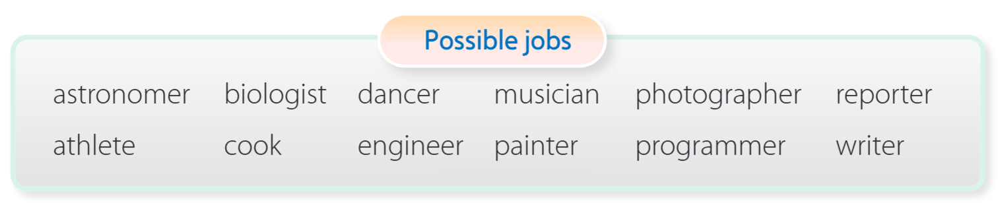 Possible jobs
astronomer biologist dancer musician photographer reporter
athlete cook engineer painter programmer writer